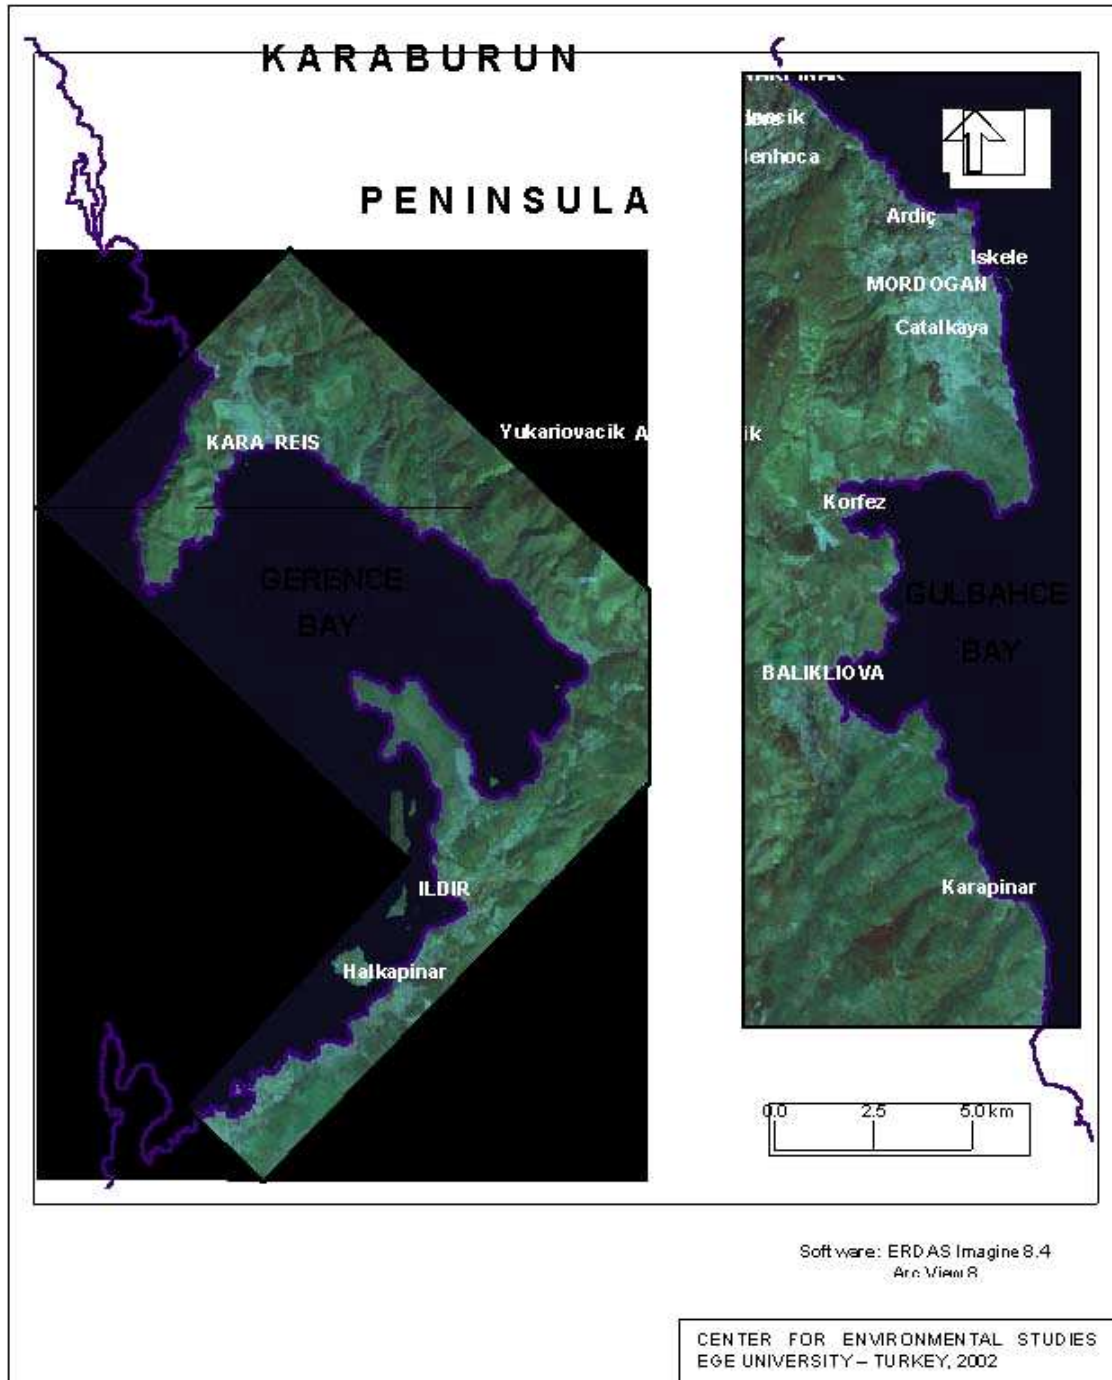 KARABURUN
PENINSULA
Ardiç
Iskele
MORDOGAN
Catalkaya
KARA REIS
Yukariovacik A
ik
Korfez
GERENCE
BAY
GULBAHCE
BAY
BALIKLIOVA
ILDIR
Karapinar
Halkapinar
0.0 2.5 5.0 km
Software: ERDAS Imagine 8.4
Arc View 8
CENTER FOR ENVIRONMENTAL STUDIES
EGE UNIVERSITY – TURKEY, 2002